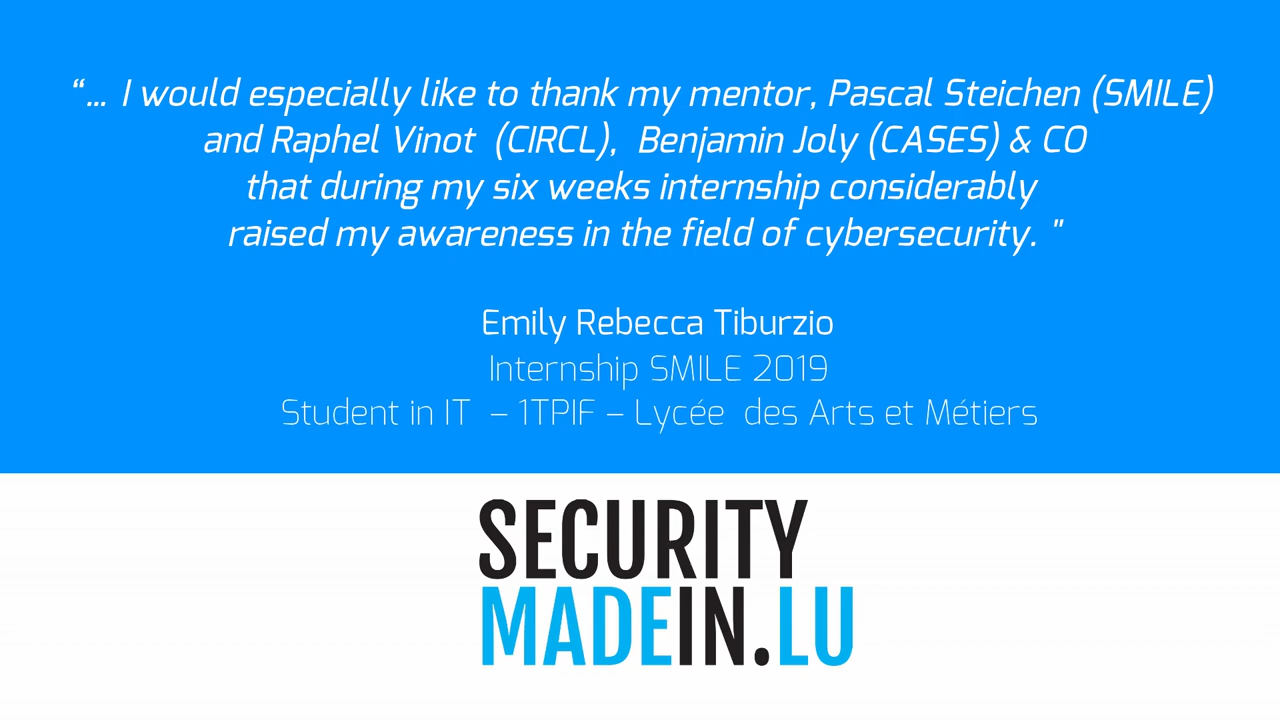 “... I would especially like to thank my mentor, Pascal Steichen (SMILE)
and Raphel Vinot (CIRCL), Benjamin Joly (CASES) & CO
that during my six weeks internship considerably
raised my awareness in the field of cybersecurity. "
Emily Rebecca Tiburzio
Internship SMILE 2019
Student in IT – 1TPIF – Lycée des Arts et Métiers
SECURITY
MADEIN.LU